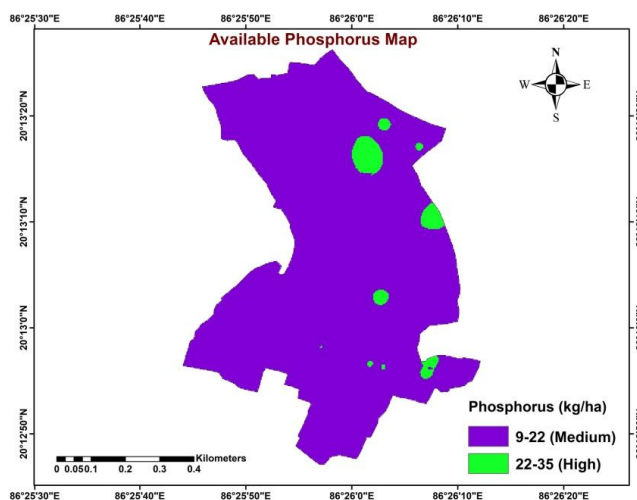 86°25'30"E 86°25'40"E 86°25'50"E 86°26'0"E 86°26'10"E 86°26'20"E
Available Phosphorus Map
N
W E
S
20°13'20"N
20°13'10"N
20°13'0"N
20°12'50"N
Phosphorus (kg/ha)
9-22 (Medium)
22-35 (High)
Kilometers
0 0.05 0.1 0.2 0.3 0.4
86°25'30"E 86°25'40"E 86°25'50"E 86°26'0"E 86°26'10"E 86°26'20"E